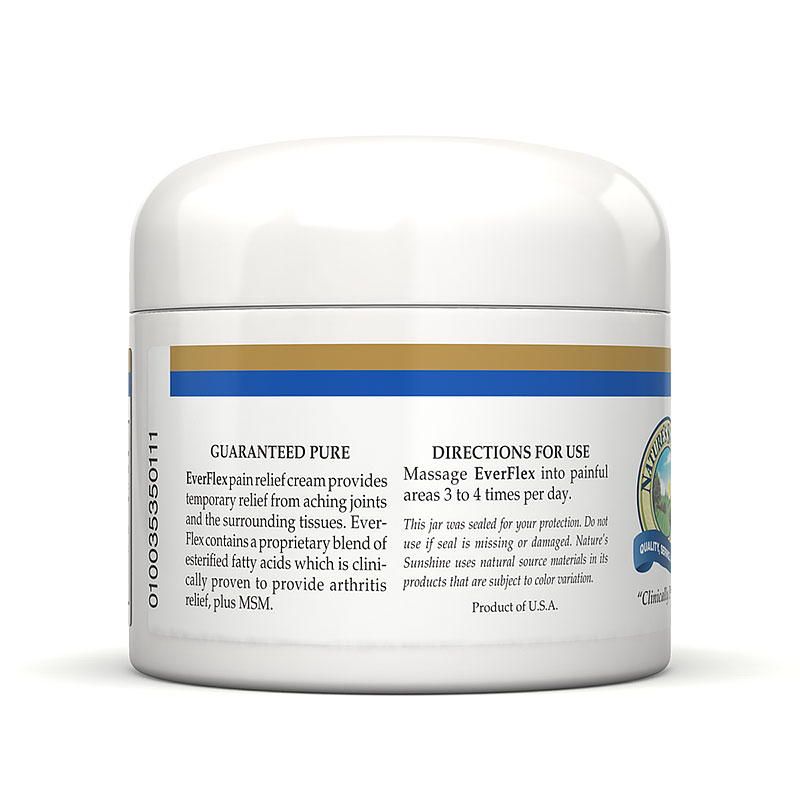 GUARANTEED PURE
EverFlex pain relief cream provides
temporary relief from aching joints
and the surrounding tissues. Ever-
Flex contains a proprietary blend of
esterified fatty acids which is clini-
cally proven to provide arthritis
relief, plus MSM.
DIRECTIONS FOR USE
Massage EverFlex into painful
areas 3 to 4 times per day.
This jar was sealed for your protection. Do not
use if seal is missing or damaged. Nature's
Sunshine uses natural source materials in its
products that are subject to color variation.
Product of U.S.A.
010035350111
NATURE'S
QUALITY,
"Clinically